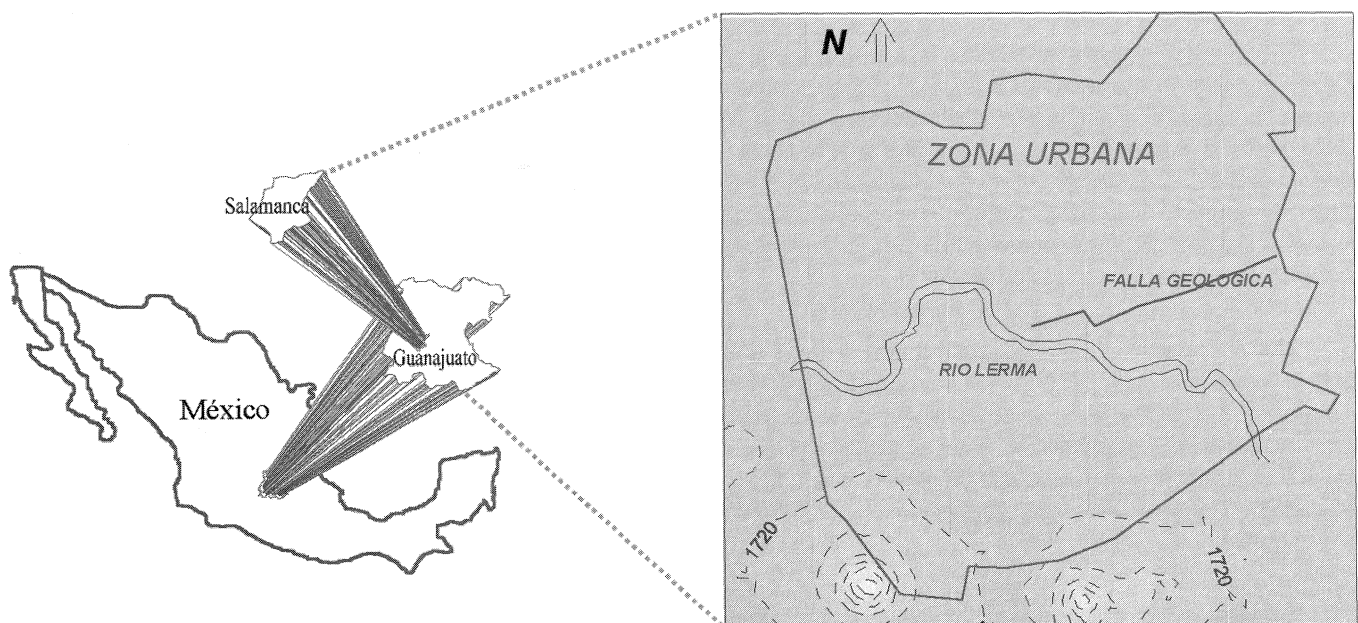 Salamanca
Guanajuato
México
N
ZONA URBANA
FALLA GEOLOGICA
RIO LERMA
1720
1720